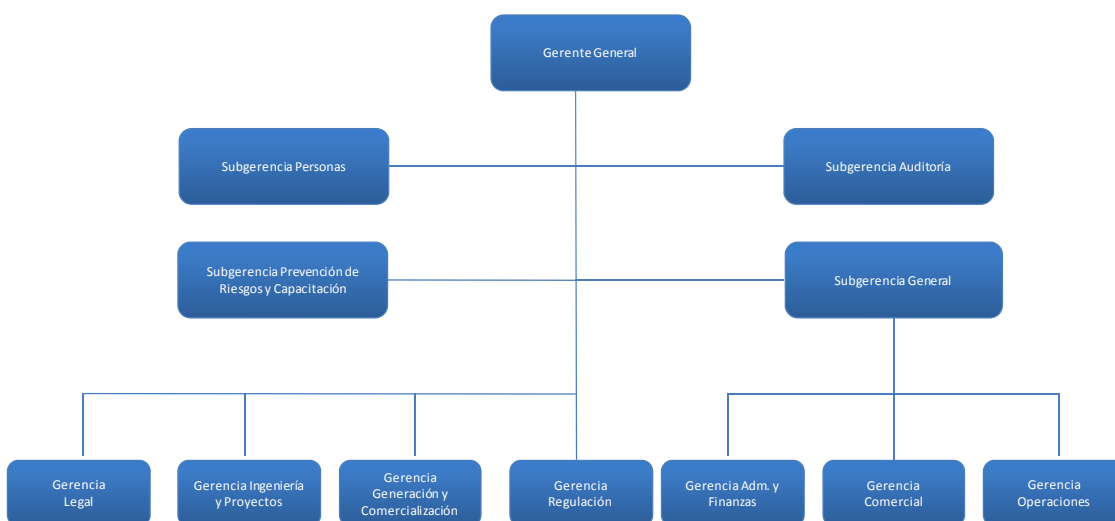 Gerente General
Subgerencia Personas
Subgerencia Auditoría
Subgerencia Prevención de
Riesgos y Capacitación
Subgerencia General
Gerencia
Legal
Gerencia Ingeniería
y Proyectos
Gerencia
Generación y
Comercialización
Gerencia
Regulación
Gerencia Adm. y
Finanzas
Gerencia
Comercial
Gerencia
Operaciones